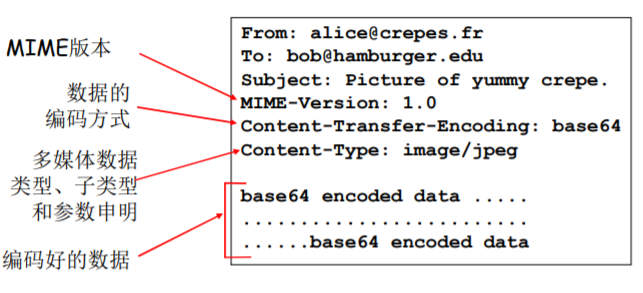 MIME版本
数据的
编码方式
多媒体数据
类型、子类型
和参数申明
编码好的数据
From: alice@crepes.fr
To: bob@hamburger.edu
Subject: Picture of yummy crepe.
MIME-Version: 1.0
Content-Transfer-Encoding: base64
Content-Type: image/jpeg
base64 encoded data .....
.........................
......base64 encoded data